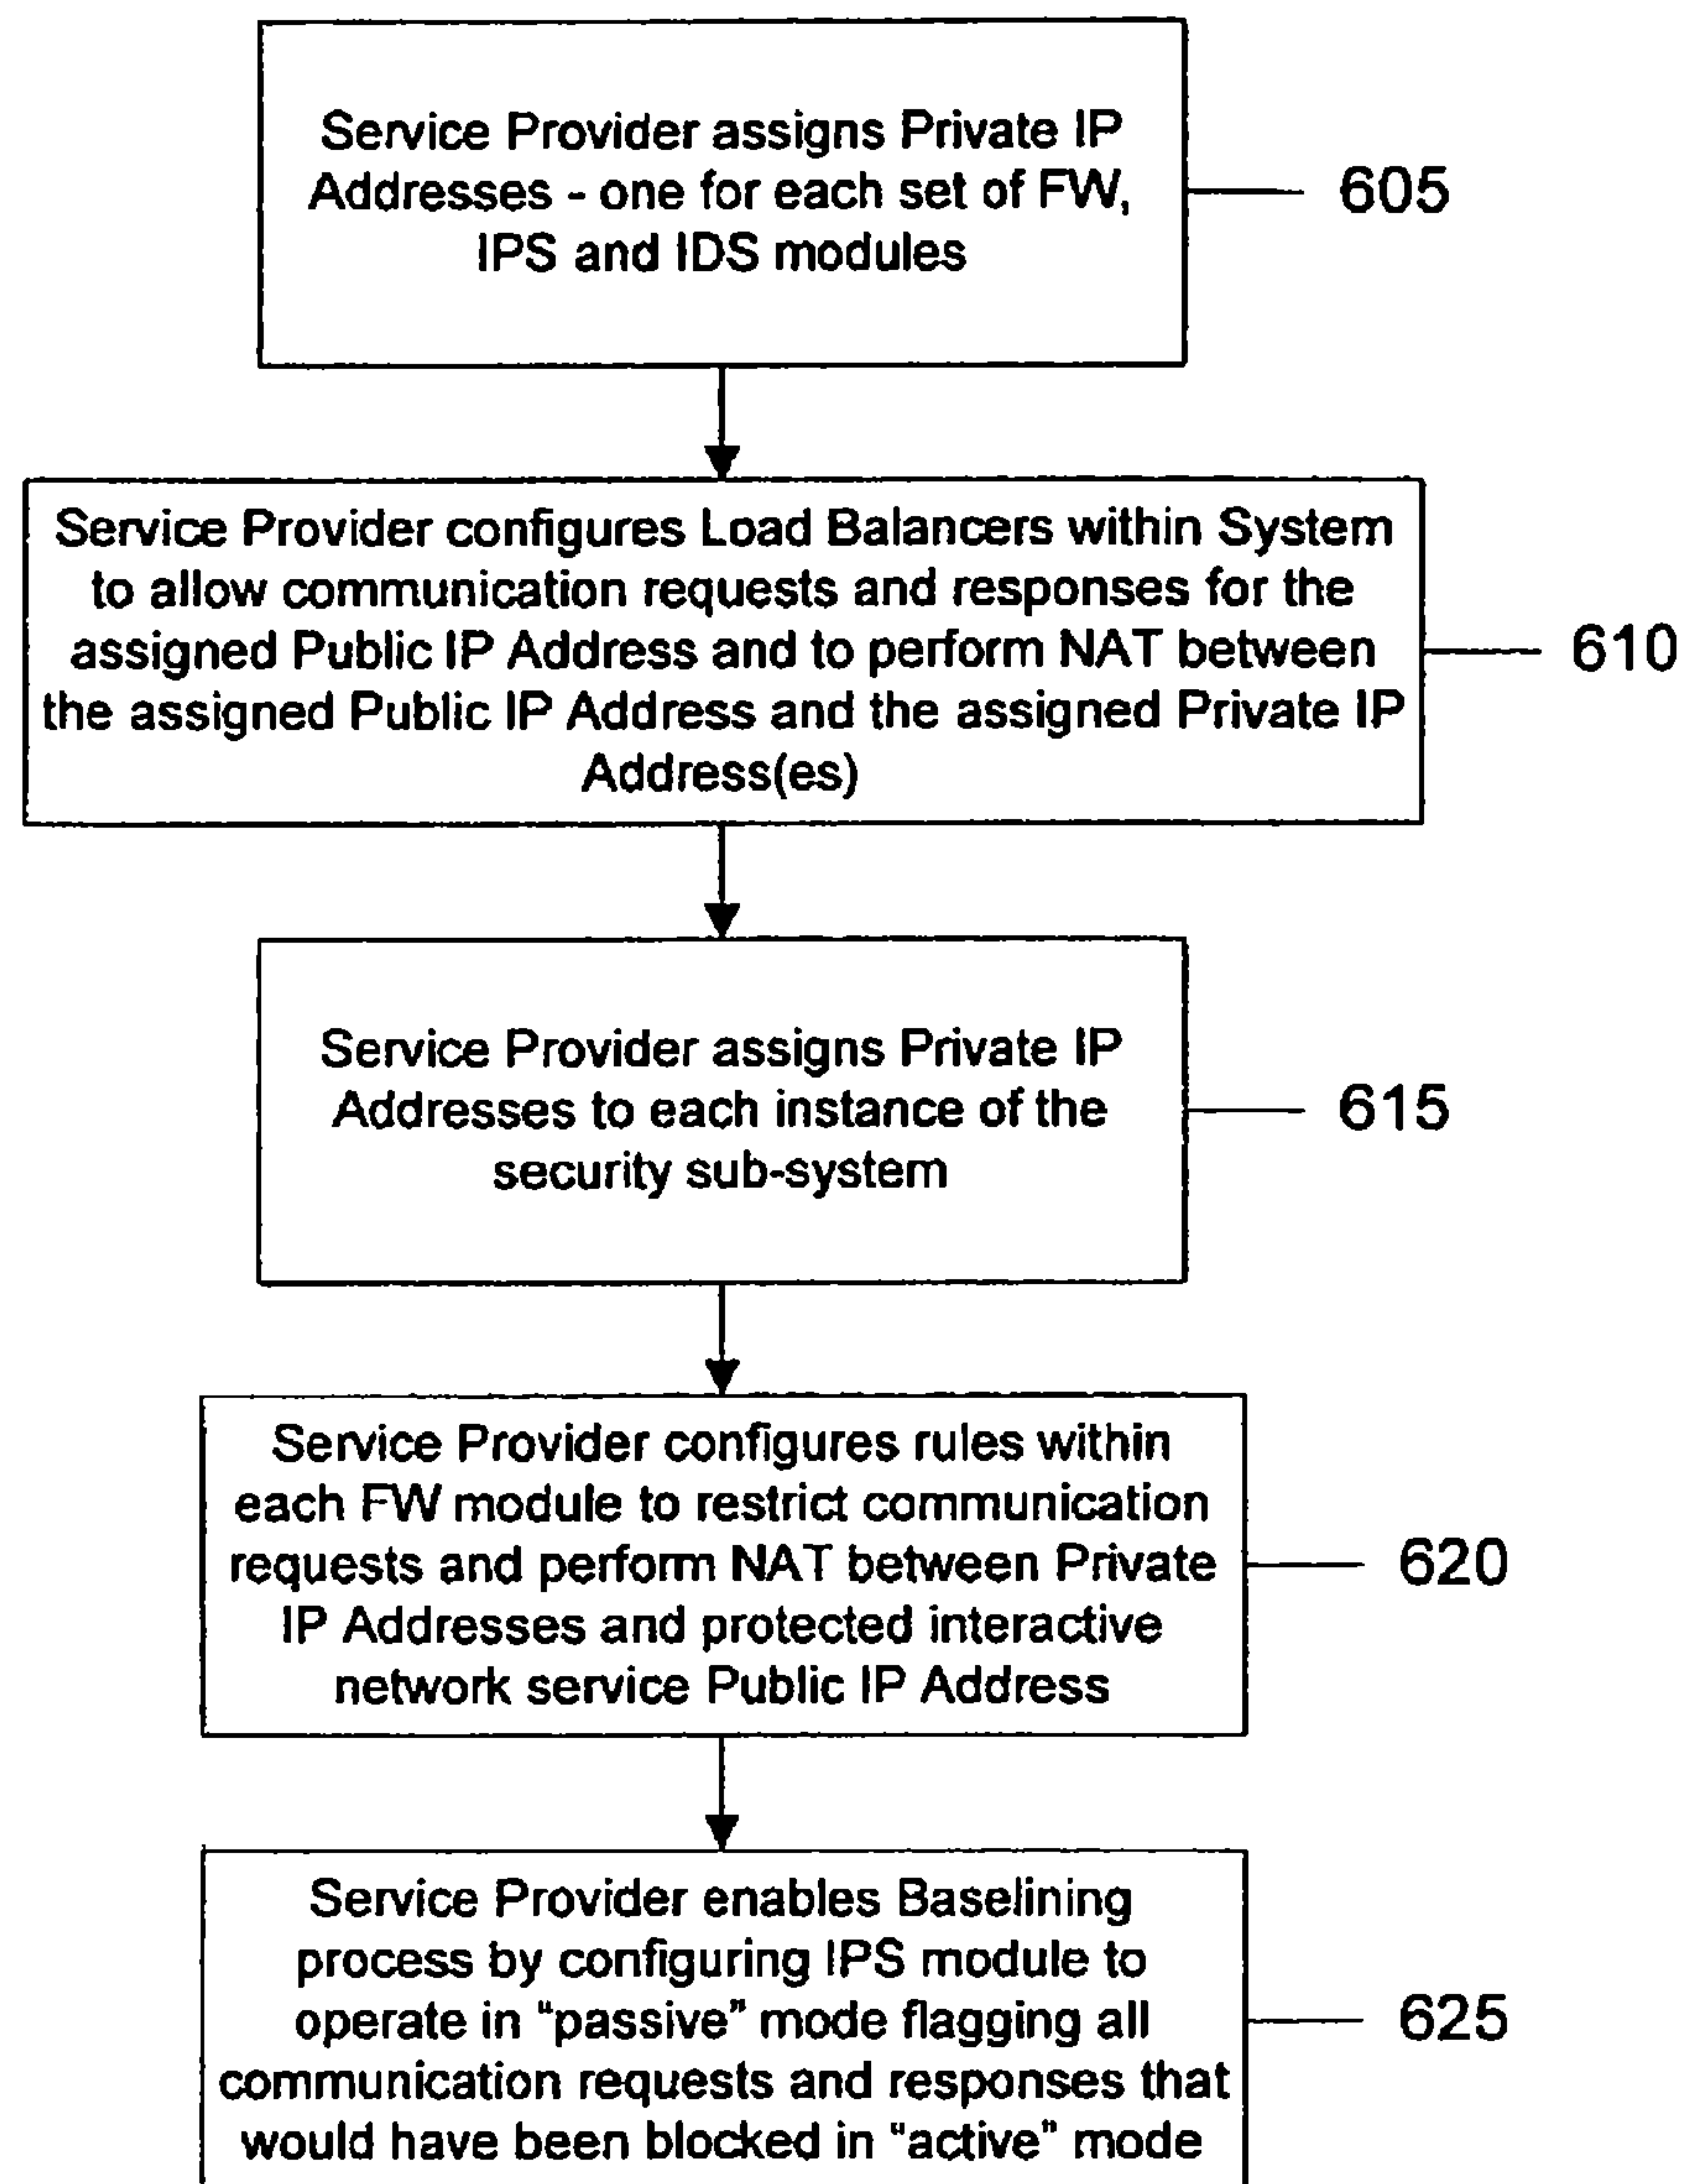 Service Provider assigns Private IP
Addresses - one for each set of FW,
IPS and IDS modules
605
Service Provider configures Load Balancers within System
to allow communication requests and responses for the
assigned Public IP Address and to perform NAT between
the assigned Public IP Address and the assigned Private IP
Address(es)
610
Service Provider assigns Private IP
Addresses to each instance of the
security sub-system
615
Service Provider configures rules within
each FW module to restrict communication
requests and perform NAT between Private
IP Addresses and protected interactive
network service Public IP Address
620
Service Provider enables Baselining
process by configuring IPS module to
operate in “passive” mode flagging all
communication requests and responses that
would have been blocked in “active” mode
625